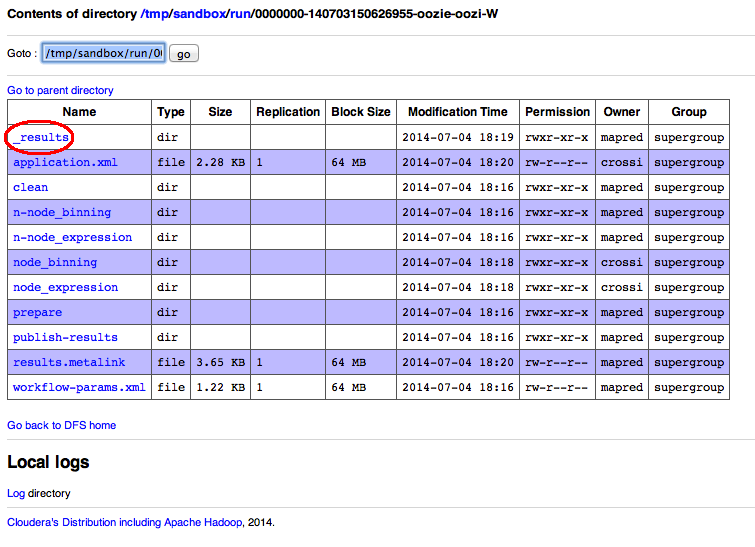 Contents of directory /tmp/sandbox/run/0000000-140703150626955-oozie-oozi-W
Goto : /tmp/sandbox/run/00 go
Go to parent directory
Name Type Size Replication Block Size Modification Time Permission Owner Group
_results dir 2014-07-04 18:19 rwxr-xr-x mapred supergroup
application.xml file 2.28 KB 1 64 MB 2014-07-04 18:20 rw-r--r-- crossi supergroup
clean dir 2014-07-04 18:16 rwxr-xr-x mapred supergroup
n-node_binning dir 2014-07-04 18:16 rwxr-xr-x mapred supergroup
n-node_expression dir 2014-07-04 18:16 rwxr-xr-x mapred supergroup
node_binning dir 2014-07-04 18:18 rwxr-xr-x crossi supergroup
node_expression dir 2014-07-04 18:18 rwxr-xr-x crossi supergroup
prepare dir 2014-07-04 18:16 rwxr-xr-x mapred supergroup
publish-results dir 2014-07-04 18:16 rwxr-xr-x mapred supergroup
results.metalink file 3.65 KB 1 64 MB 2014-07-04 18:20 rw-r--r-- mapred supergroup
workflow-params.xml file 1.22 KB 1 64 MB 2014-07-04 18:16 rw-r--r-- mapred supergroup
Go back to DFS home
Local logs
Log directory
Cloudera's Distribution including Apache Hadoop, 2014.